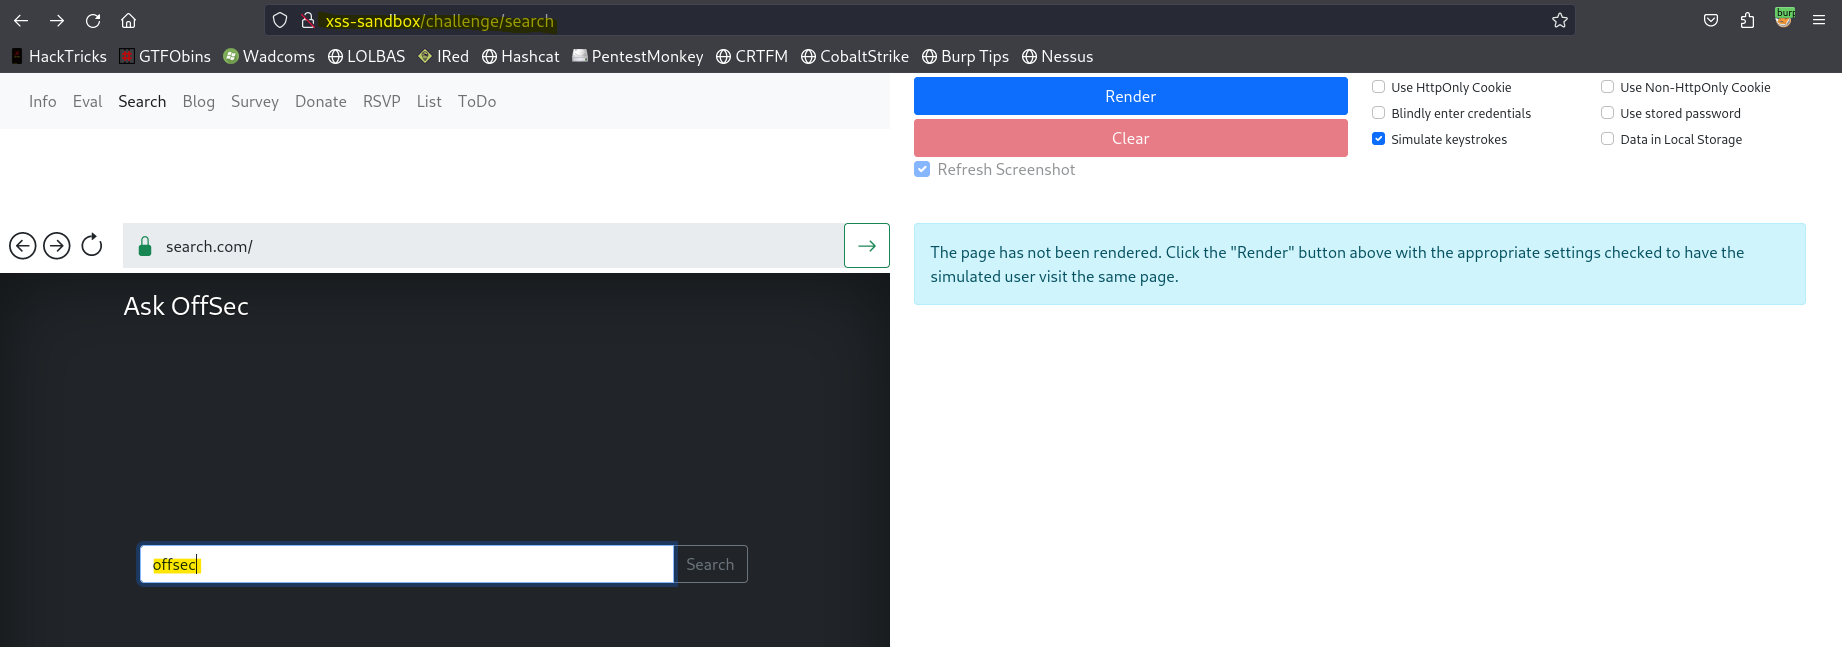 xss-sandbox/challenge/search
burp
HackTricks GTFObins Wadcoms LOLBAS IRed Hashcat PentestMonkey CRTFM CobaltStrike Burp Tips Nessus
Info Eval Search Blog Survey Donate RSVP List ToDo
Render
Clear
Refresh Screenshot
Use HttpOnly Cookie Use Non-HttpOnly Cookie
Blindly enter credentials Use stored password
Simulate keystrokes Data in Local Storage
search.com/
The page has not been rendered. Click the "Render" button above with the appropriate settings checked to have the
simulated user visit the same page.
Ask OffSec
offsec Search